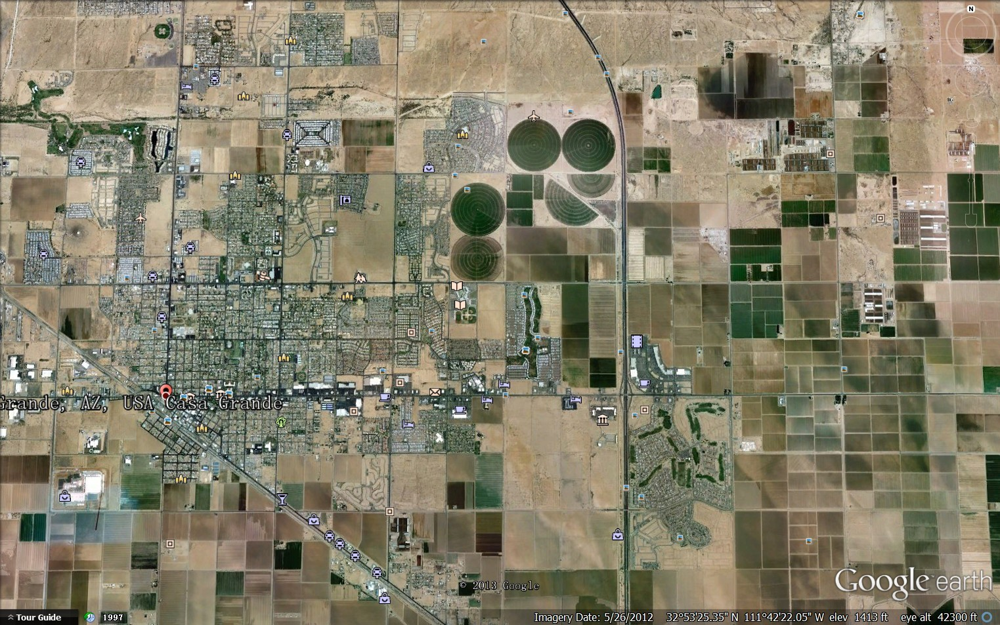 N
Grande, AZ, USA Casa Grande
© 2013 Google
Google earth
Tour Guide
1997
Imagery Date: 5/26/2012 32°53'25.35" N 111°42'22.05" W elev 1413 ft eye alt 42300 ft